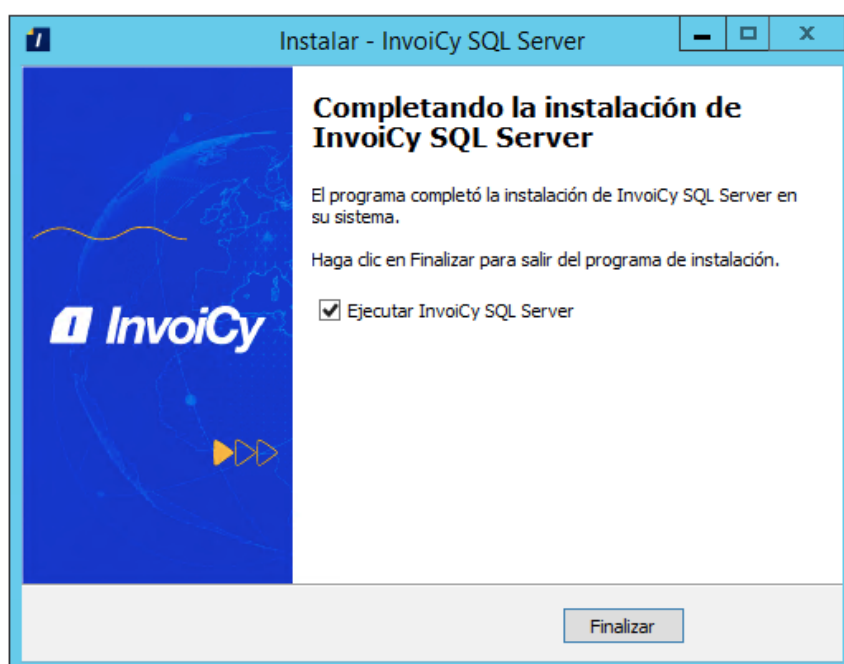 Instalar - InvoiCy SQL Server
Completando la instalación de
InvoiCy SQL Server
El programa completó la instalación de InvoiCy SQL Server en
su sistema.
Haga clic en Finalizar para salir del programa de instalación.
Ejecutar InvoiCy SQL Server
InvoiCy
Finalizar